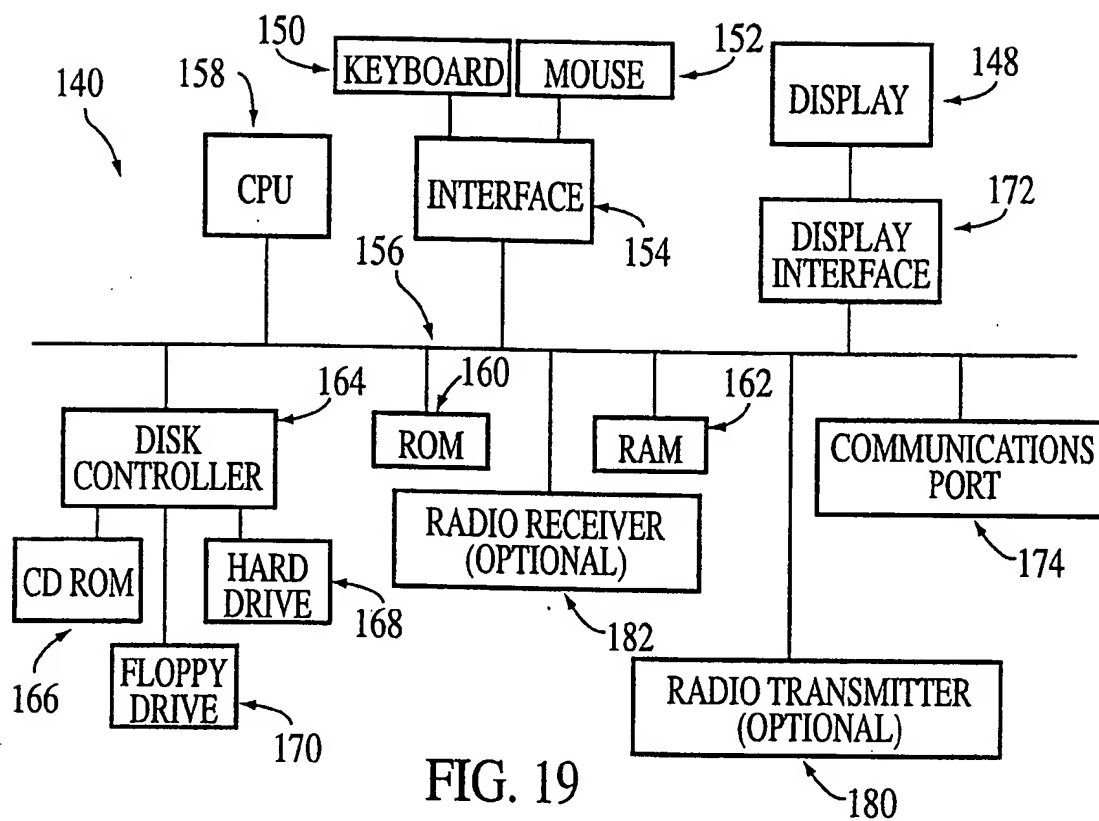 150
KEYBOARD
MOUSE
152
158
140
CPU
INTERFACE
154
DISPLAY
148
172
DISPLAY
INTERFACE
156
164
DISK
CONTROLLER
160
ROM
162
RAM
COMMUNICATIONS
PORT
174
RADIO RECEIVER
(OPTIONAL)
182
CD ROM
166
HARD
DRIVE
168
FLOPPY
DRIVE
170
RADIO TRANSMITTER
(OPTIONAL)
180
FIG. 19